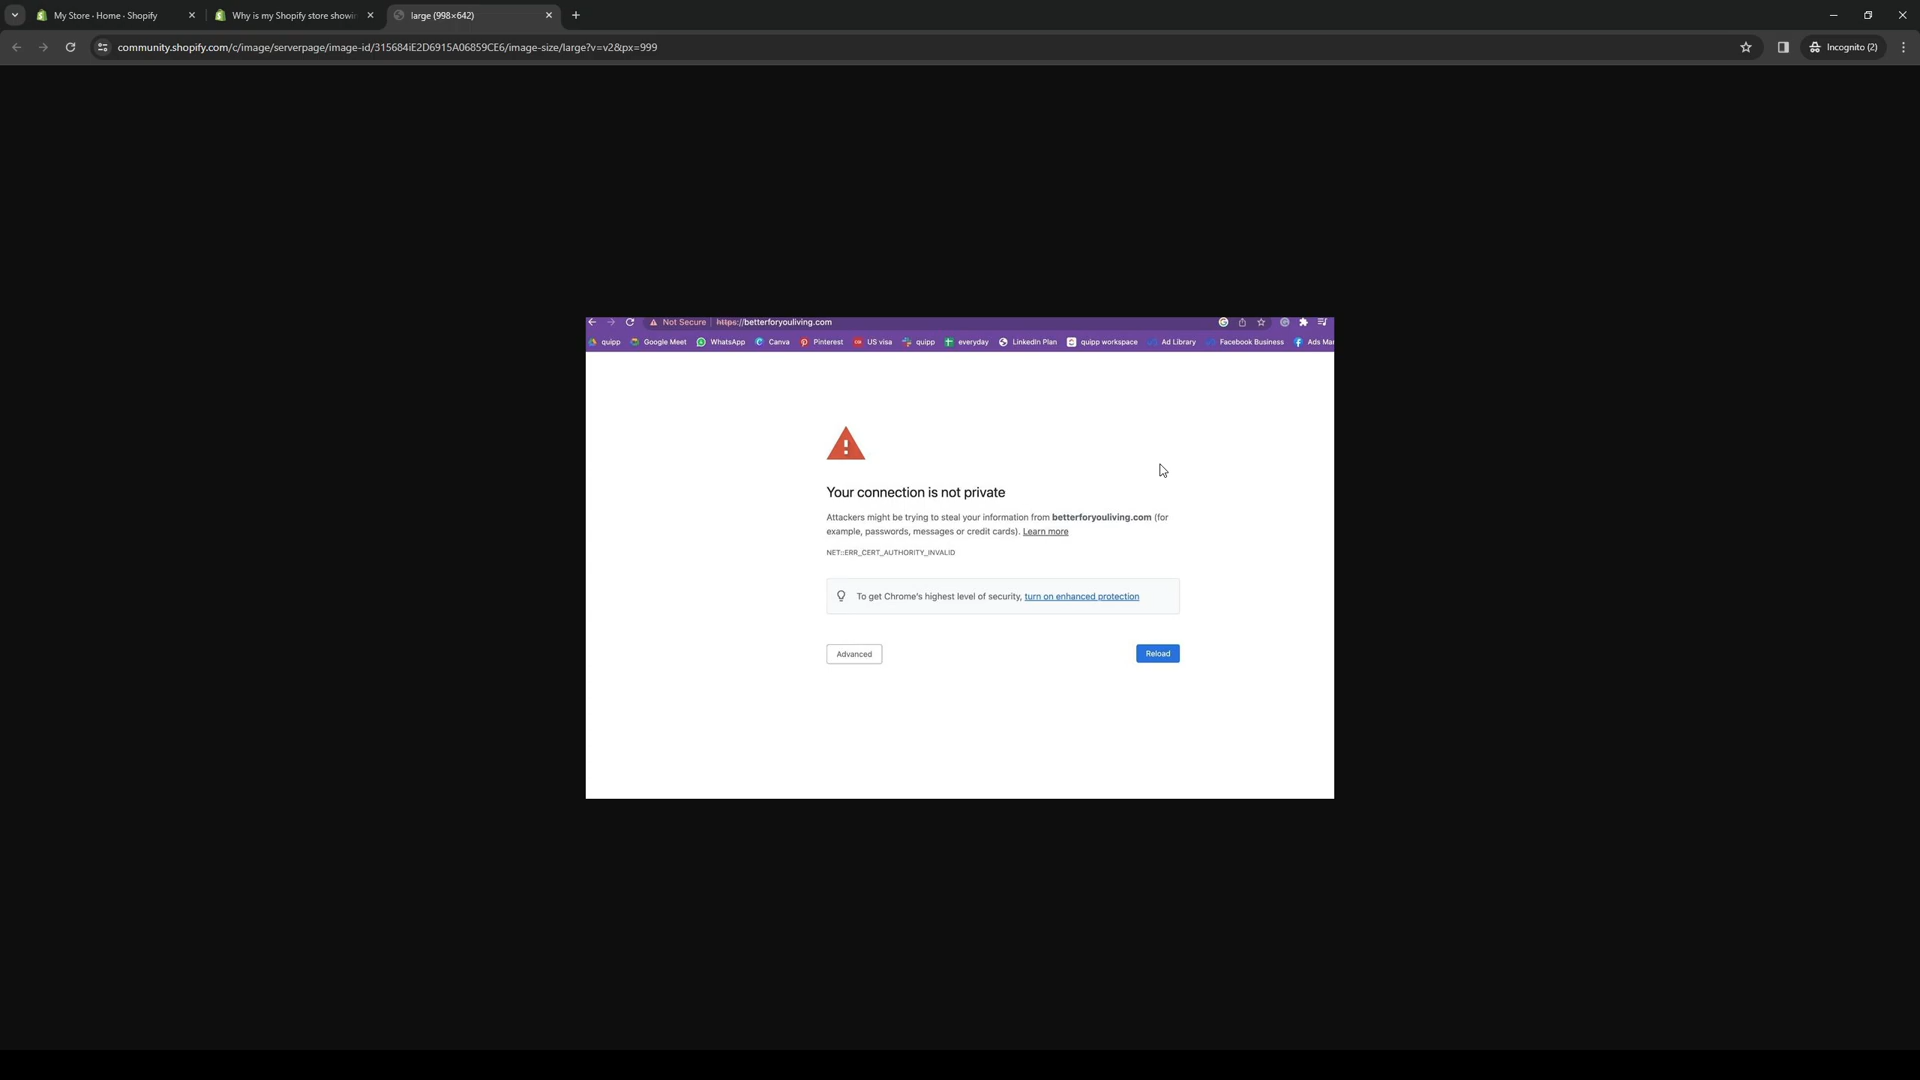 My Store · Home · Shopify
Why is my Shopify store showin
large (998×642)
community.shopify.com/c/image/serverpage/image-id/315684iE2D6915A06859CE6/image-size/large?v=v2&px=999
Incognito (2)
Not Secure | https://betterforyouliving.com
quipp Google Meet WhatsApp Canva Pinterest US visa quipp everyday LinkedIn Plan quipp workspace Ad Library Facebook Business Ads Mar
Your connection is not private
Attackers might be trying to steal your information from betterforyouliving.com (for
example, passwords, messages or credit cards). Learn more
NET::ERR_CERT_AUTHORITY_INVALID
To get Chrome's highest level of security, turn on enhanced protection
Advanced
Reload